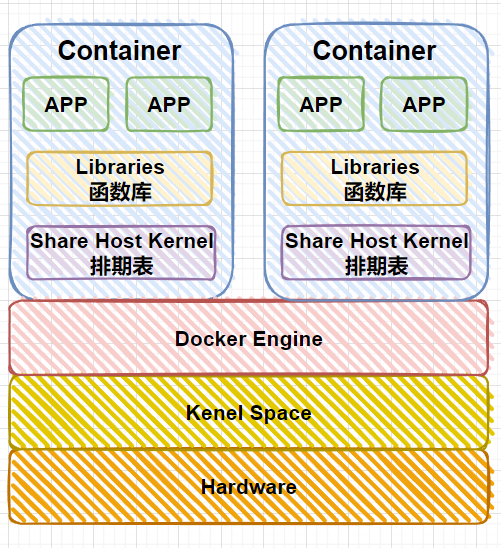 Container
APP APP
Libraries
函数库
Share Host Kernel
排期表
Container
APP APP
Libraries
函数库
Share Host Kernel
排期表
Docker Engine
Kenel Space
Hardware